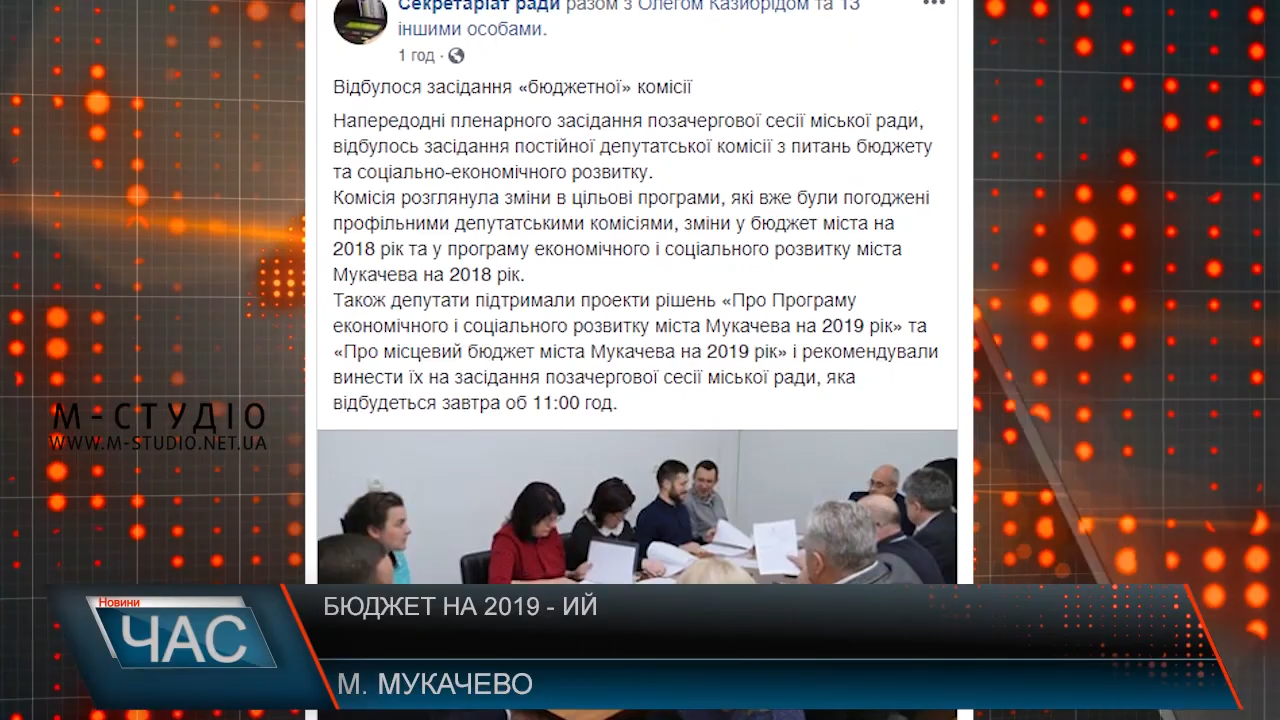 Секретаріат ради разом з Олегом Казибрідом та 13
іншими особами.
1 год ·
Відбулося засідання «бюджетної» комісії
Напередодні пленарного засідання позачергової сесії міської ради,
відбулось засідання постійної депутатської комісії з питань бюджету
та соціально-економічного розвитку.
Комісія розглянула зміни в цільові програми, які вже були погоджені
профільними депутатськими комісіями, зміни у бюджет міста на
2018 рік та у програму економічного і соціального розвитку міста
Мукачева на 2018 рік.
Також депутати підтримали проекти рішень «Про Програму
економічного і соціального розвитку міста Мукачева на 2019 рік» та
«Про місцевий бюджет міста Мукачева на 2019 рік» і рекомендували
винести їх на засідання позачергової сесії міської ради, яка
відбудеться завтра об 11:00 год.
М-СТУДІО
WWW.M-STUDIO.NET.UA
Новини
ЧАС
БЮДЖЕТ НА 2019 - ИЙ
М. МУКАЧЕВО